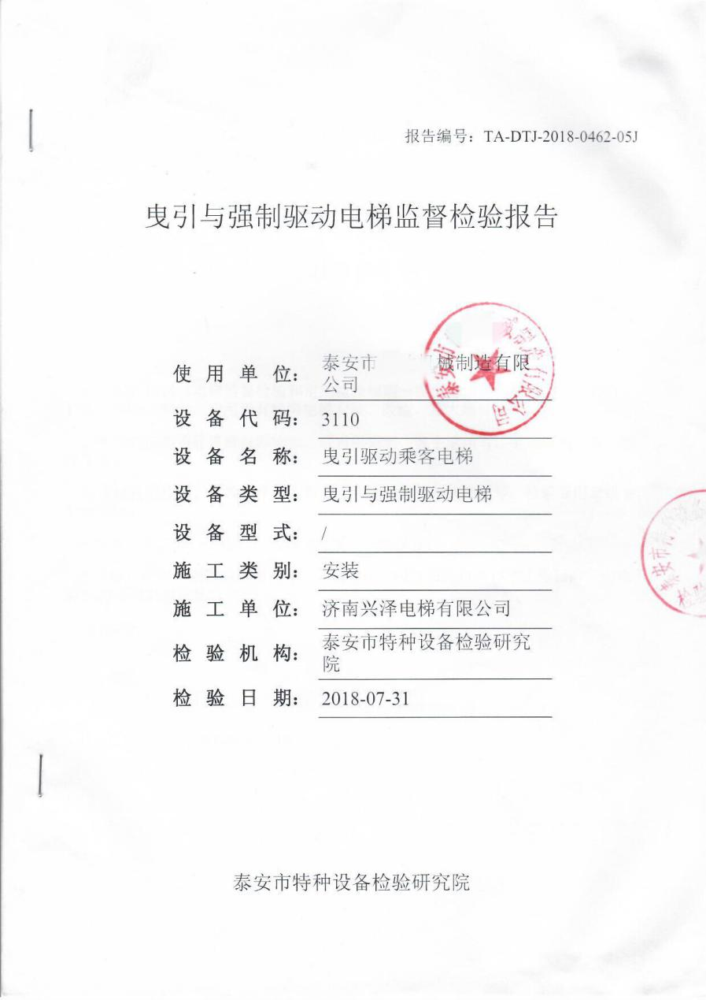 报告编号：TA-DTJ-2018-0462-05J
曳引与强制驱动电梯监督检验报告
使用单位： 泰安市 械制造有限
公司
设备代码： 3110
设备名称： 曳引驱动乘客电梯
设备类型： 曳引与强制驱动电梯
设备型式： /
施工类别： 安装
施工单位： 济南兴泽电梯有限公司
检验机构： 泰安市特种设备检验研究
院
检验日期： 2018-07-31
泰安市特种设备检验研究院